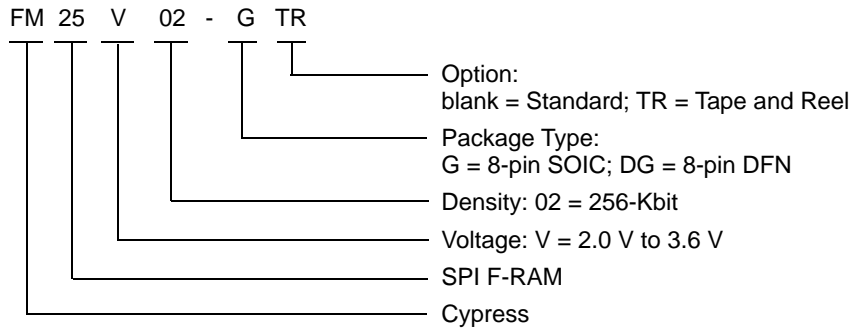 FM 25 V 02 - G TR
Option:
blank = Standard; TR = Tape and Reel
Package Type:
G = 8-pin SOIC; DG = 8-pin DFN
Density: 02 = 256-Kbit
Voltage: V = 2.0 V to 3.6 V
SPI F-RAM
Cypress